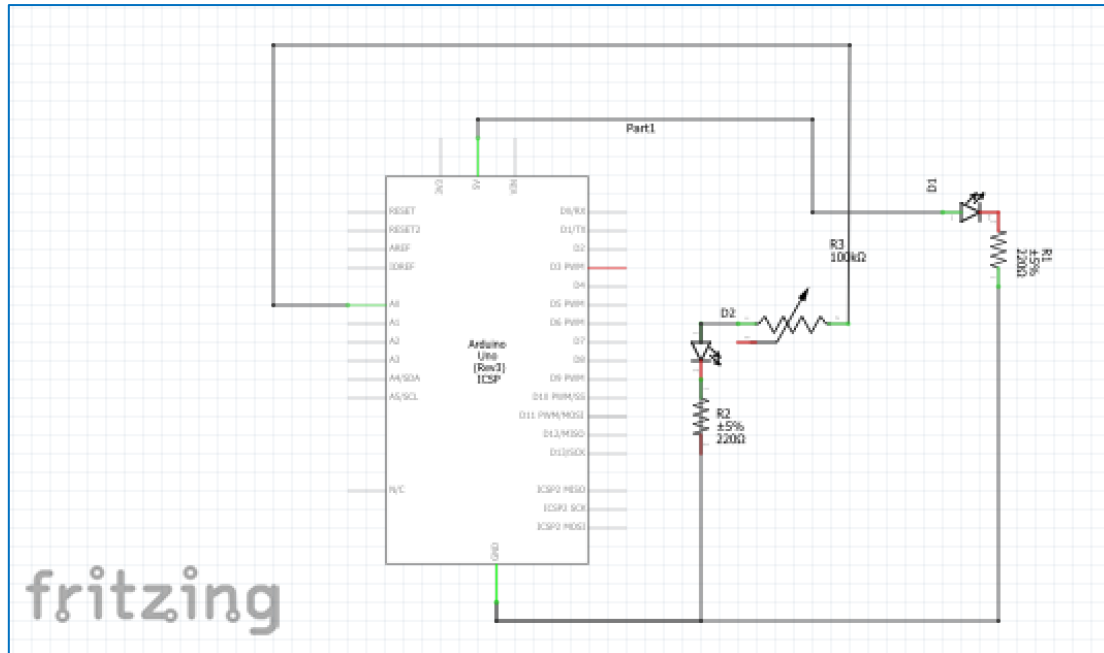 Part1
D1
3V3
5V
VIN
RESET
RESET2
AREF
IOREF
A0
A1
A2
A3
A4/SDA
A5/SCL
N/C
D0/RX
D1/TX
D2
D3 PWM
D4
D5 PWM
D6 PWM
D7
D8
D9 PWM
D10 PWM/SS
D11 PWM/MOSI
D12/MISO
D13/SCK
ICSP2 MISO
ICSP2 SCK
ICSP2 MOSI
Arduino
Uno
(Rev3)
ICSP
GND
R3
100kΩ
R1
±5%
220Ω
D2
R2
±5%
220Ω
fritzing